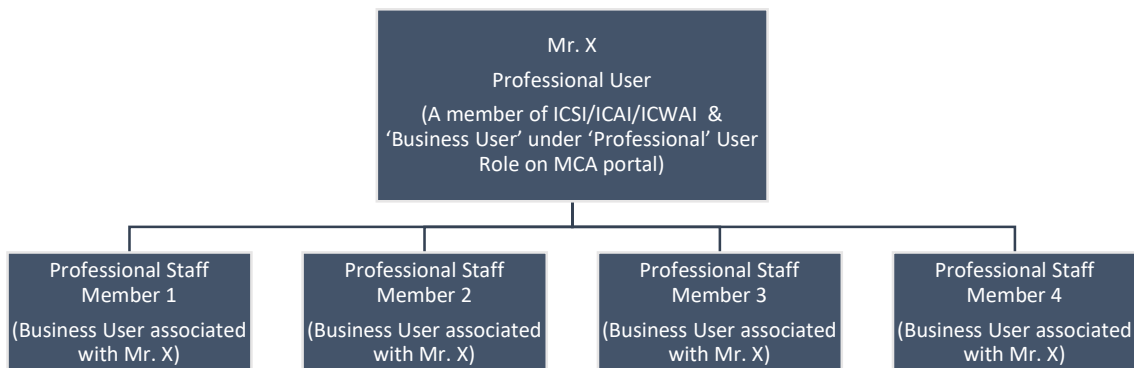 Mr. X
Professional User
(A member of ICSI/ICAI/ICWAI &
‘Business User’ under ‘Professional’ User
Role on MCA portal)
Professional Staff
Member 1
(Business User associated
with Mr. X)
Professional Staff
Member 2
(Business User associated
with Mr. X)
Professional Staff
Member 3
(Business User associated
with Mr. X)
Professional Staff
Member 4
(Business User associated
with Mr. X)